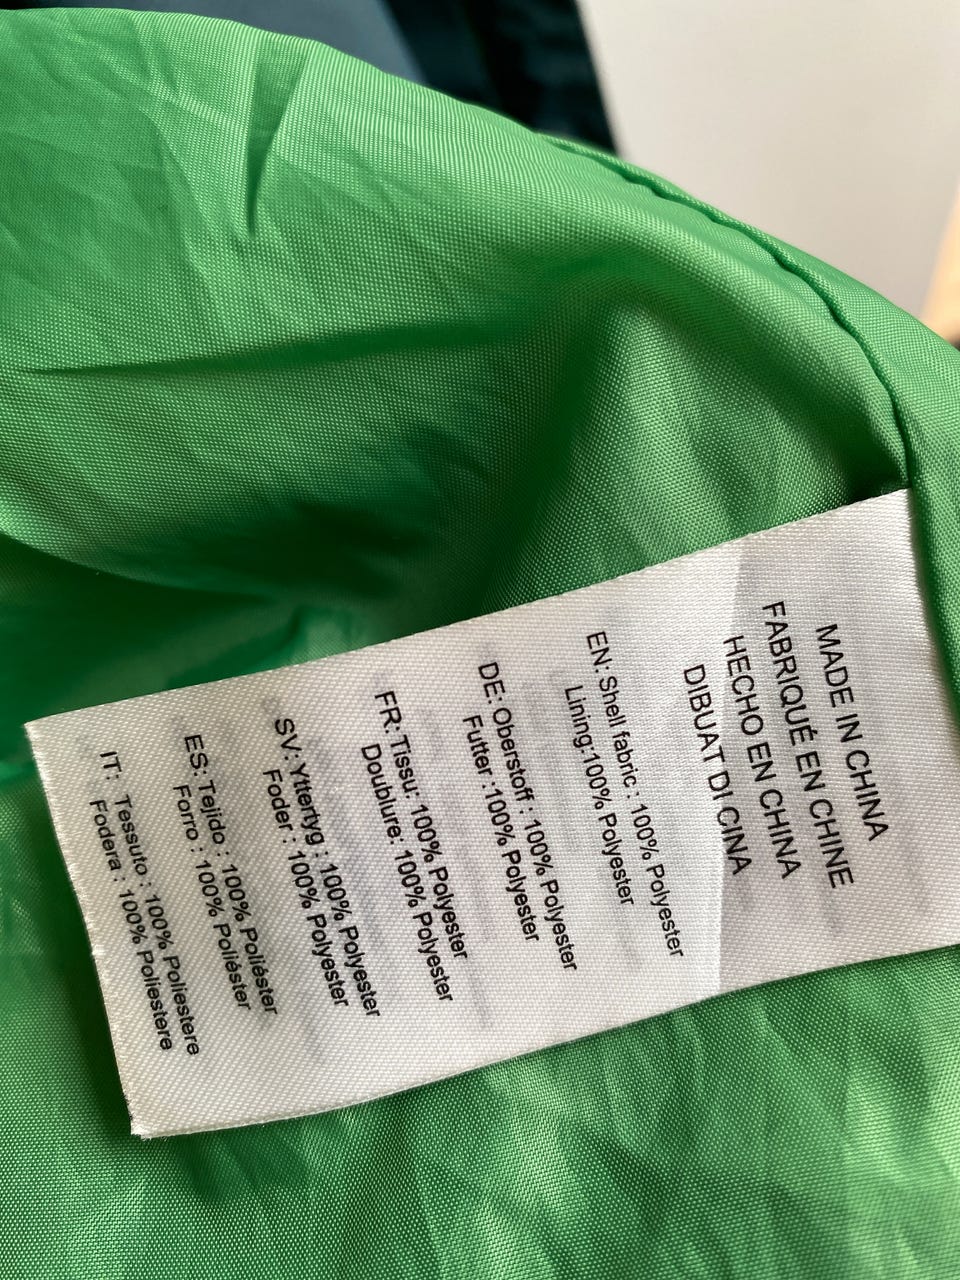 MADE IN CHINA
FABRIQUÉ EN CHINE
HECHO EN CHINA
DIBUAT DI CINA
EN: Shell fabric : 100% Polyester
Lining:100% Polyester
DE: Oberstoff : 100% Polyester
Futter :100% Polyester
FR: Tissu: 100% Polyester
Doublure: 100% Polyester
SV: Yttertyg : 100% Polyester
Foder : 100% Polyester
ES: Tejido : 100% Poliéster
Forro : 100% Poliéster
IT: Tessuto : 100% Poliestere
Fodera : 100% Poliestere